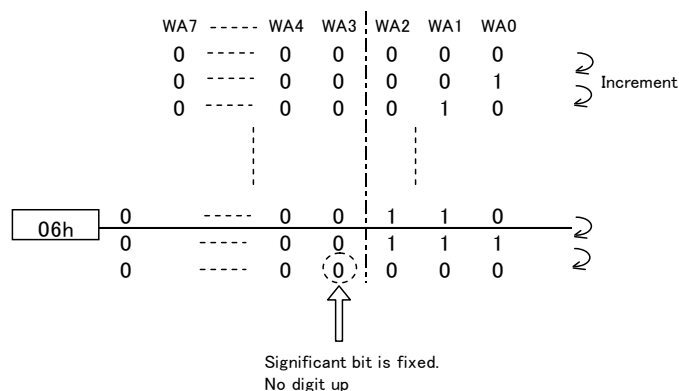 WA7 ----- WA4 WA3 WA2 WA1 WA0
0 ----- 0 0 0 0 0
0 ----- 0 0 0 0 1 Increment
0 ----- 0 0 0 1 0
06h 0 ----- 0 0 1 1 0
0 ----- 0 0 1 1 1
0 ----- 0 0 0 0 0
Significant bit is fixed.
No digit up